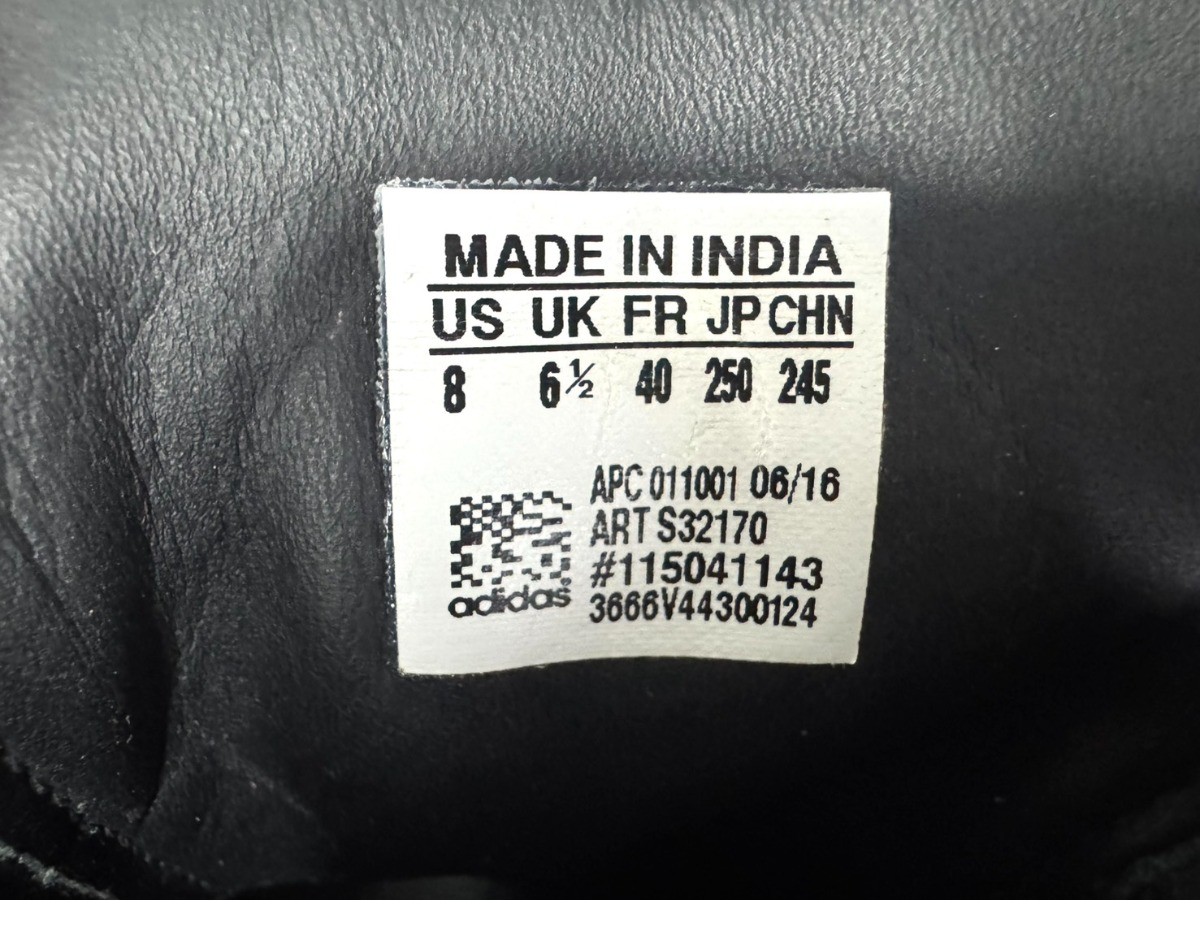 MADE IN INDIA
US UK FR JP CHN
8 6½ 40 250 245
APC 011001 06/16
ART S32170
#115041143
3666V44300124
adidas